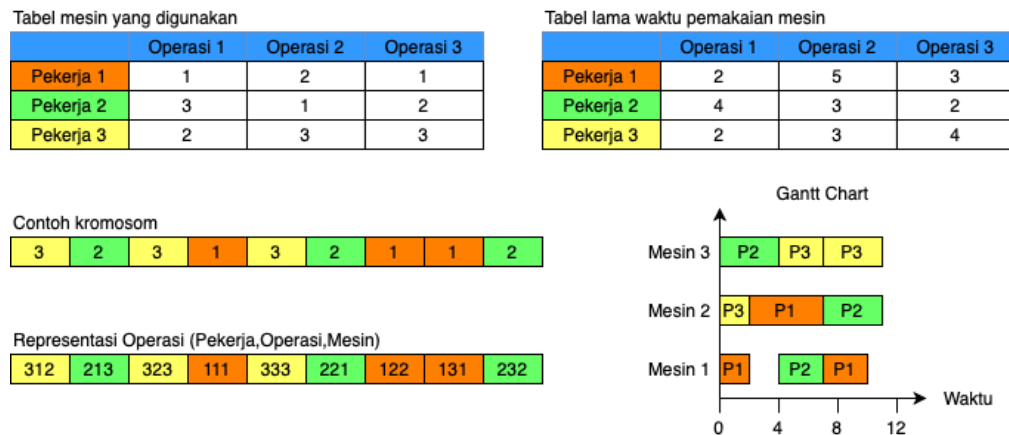 Tabel mesin yang digunakan
Operasi 1 Operasi 2 Operasi 3
Pekerja 1 1 2 1
Pekerja 2 3 1 2
Pekerja 3 2 3 3
Tabel lama waktu pemakaian mesin
Operasi 1 Operasi 2 Operasi 3
Pekerja 1 2 5 3
Pekerja 2 4 3 2
Pekerja 3 2 3 4
Contoh kromosom
3 2 3 1 3 2 1 1 2
Representasi Operasi (Pekerja,Operasi,Mesin)
312 213 323 111 333 221 122 131 232
Gantt Chart
Mesin 3 P2 P3 P3
Mesin 2 P3 P1 P2
Mesin 1 P1 P2 P1
Waktu
0 4 8 12